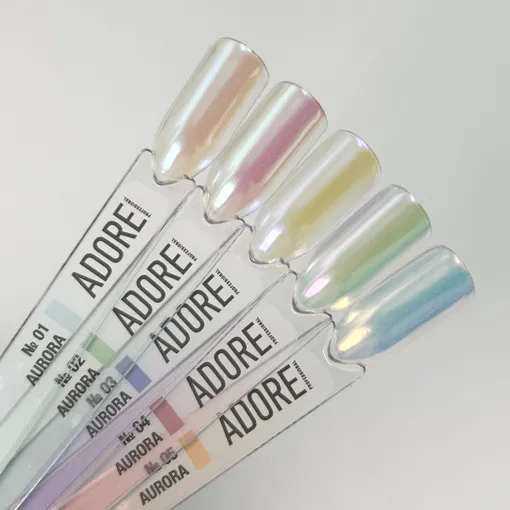 ADORE
PROFESSIONAL
№ 01
AURORA
ADORE
PROFESSIONAL
№ 02
AURORA
ADORE
PROFESSIONAL
№ 03
AURORA
ADORE
PROFESSIONAL
№ 04
AURORA
ADORE
PROFESSIONAL
№ 05
AURORA